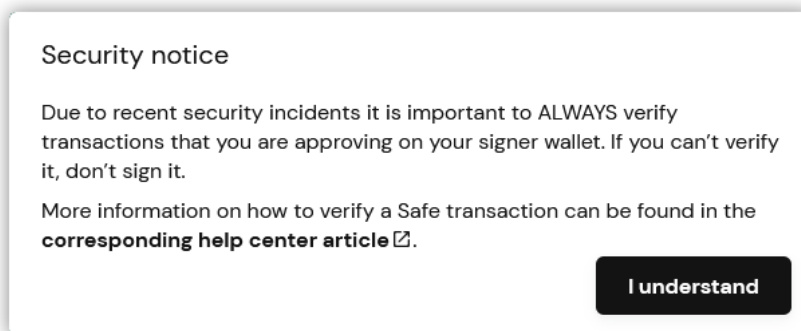 Security notice
Due to recent security incidents it is important to ALWAYS verify
transactions that you are approving on your signer wallet. If you can’t verify
it, don’t sign it.
More information on how to verify a Safe transaction can be found in the
corresponding help center article.
I understand